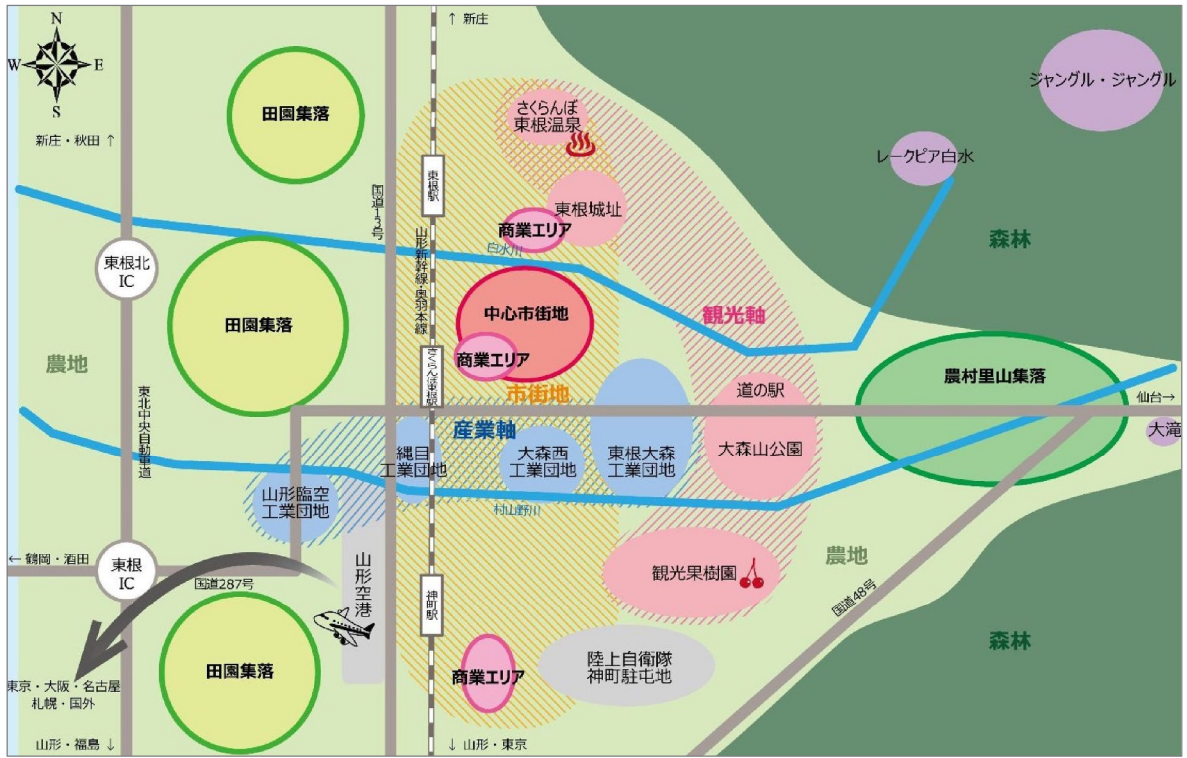 N
W
E
S
↑ 新庄
新庄・秋田 ↑
田園集落
さくらんぼ
東根温泉
ジャングル・ジャングル
レークピア白水
東根駅
国道13号
東根城址
商業エリア
白水川
森林
山形新幹線・奥羽本線
東根北
IC
田園集落
中心市街地
観光軸
農地
商業エリア
さくらんぼ東根駅
市街地
道の駅
農村里山集落
仙台→
東北中央自動車道
産業軸
縄目
工業団地
大森西
工業団地
東根大森
工業団地
大森山公園
大滝
山形臨空
工業団地
村山野川
← 鶴岡・酒田
東根
IC
国道287号
山形空港
観光果樹園
農地
国道48号
神町駅
田園集落
商業エリア
陸上自衛隊
神町駐屯地
森林
東京・大阪・名古屋
札幌・国外
山形・福島 ↓
↓ 山形・東京